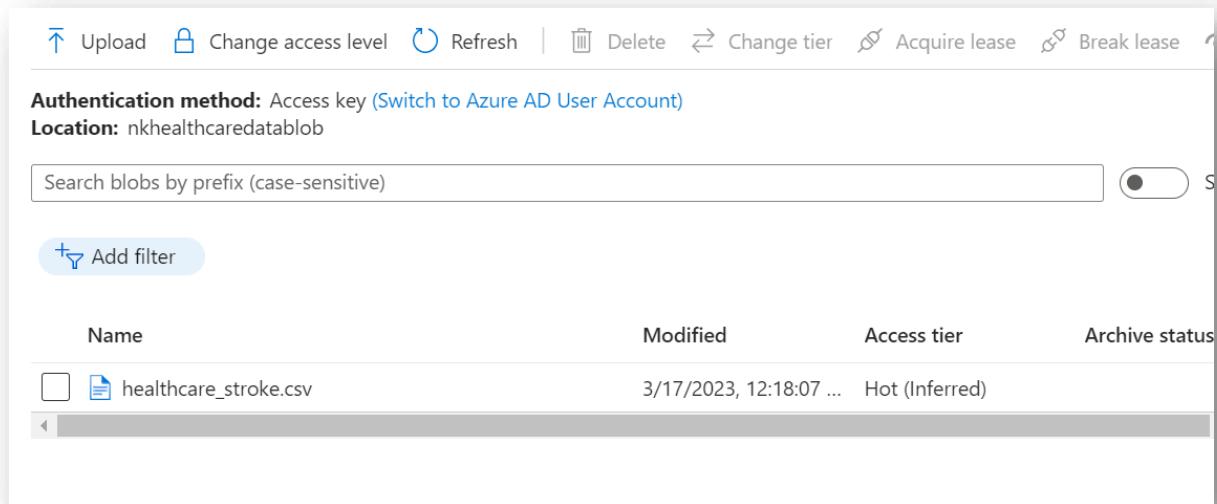 Upload Change access level Refresh Delete Change tier Acquire lease Break lease
Authentication method: Access key (Switch to Azure AD User Account)
Location: nkhealthcaredatablob
Search blobs by prefix (case-sensitive) S
Add filter
Name Modified Access tier Archive status
healthcare_stroke.csv 3/17/2023, 12:18:07 ... Hot (Inferred)